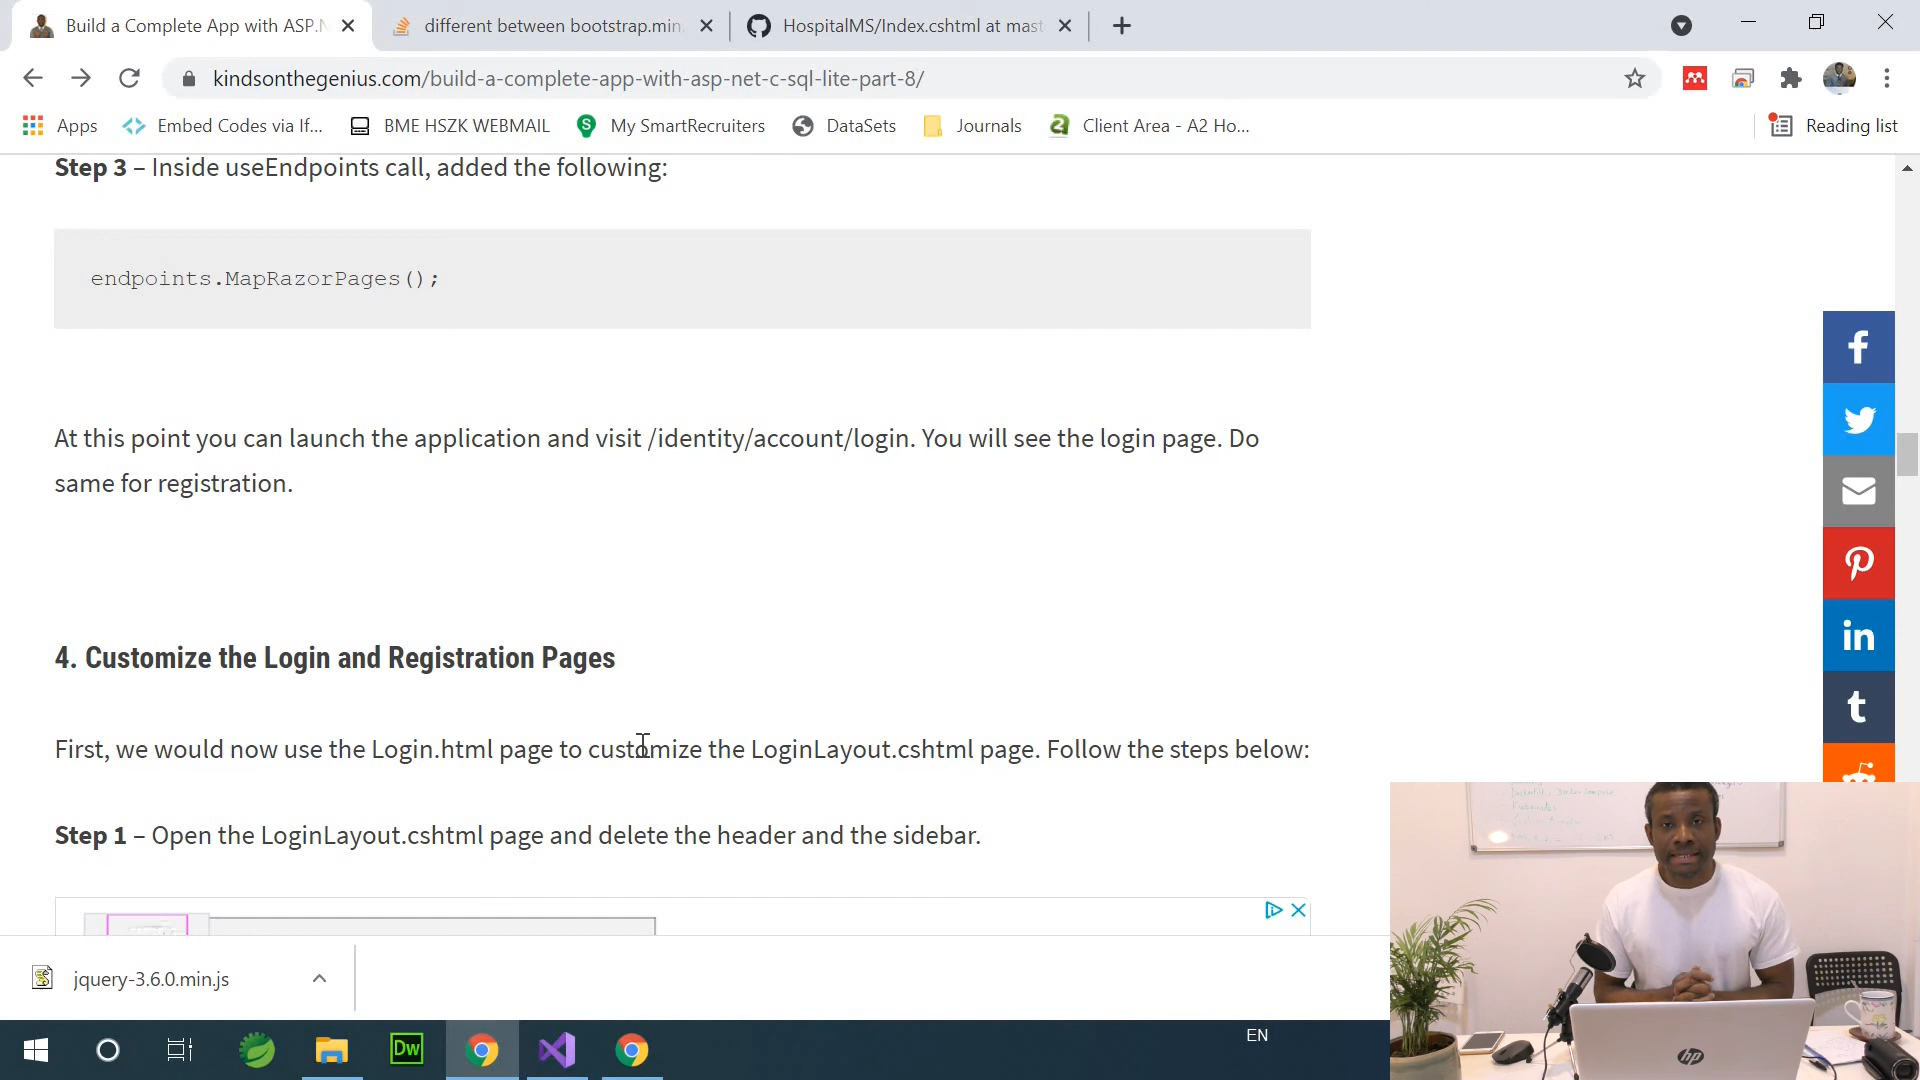 Build a Complete App with ASP.N
different between bootstrap.min.
HospitalMS/Index.cshtml at mast
kindsonthegenius.com/build-a-complete-app-with-asp-net-c-sql-lite-part-8/
Apps
Embed Codes via If...
BME HSZK WEBMAIL
My SmartRecruiters
DataSets
Journals
Client Area - A2 Ho...
Reading list
Step 3 – Inside useEndpoints call, added the following:
endpoints.MapRazorPages();
At this point you can launch the application and visit /identity/account/login. You will see the login page. Do
same for registration.
4. Customize the Login and Registration Pages
First, we would now use the Login.html page to customize the LoginLayout.cshtml page. Follow the steps below:
Step 1 – Open the LoginLayout.cshtml page and delete the header and the sidebar.
jquery-3.6.0.min.js
Dw
EN
hp